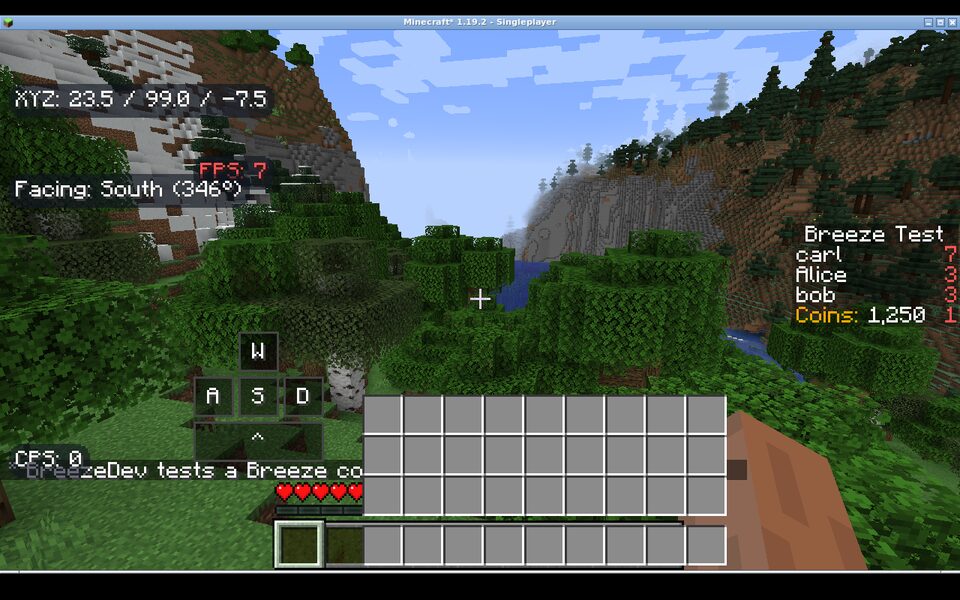 Minecraft* 1.19.2 - Singleplayer
XYZ: 23.5 / 99.0 / -7.5
FPS: 7
Facing: South (346°)
Breeze Test
carl 7
Alice 3
bob 3
Coins: 1,250 1
W
A S D
^
CPS: 0
* BreezeDev tests a Breeze co